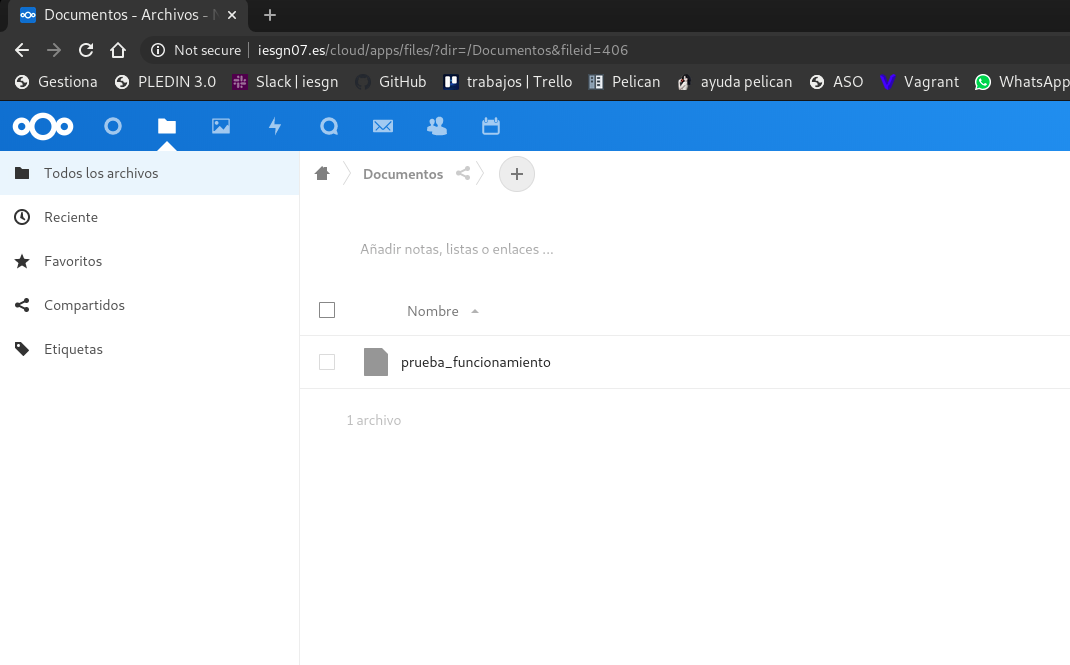 Documentos - Archivos - N
Not secure iesgn07.es/cloud/apps/files/?dir=/Documentos&fileid=406
Gestiona PLEDIN 3.0 Slack | iesgn GitHub trabajos | Trello Pelican ayuda pelican ASO Vagrant WhatsApp
Todos los archivos
Documentos
Reciente
Añadir notas, listas o enlaces ...
Favoritos
Compartidos
Nombre
Etiquetas
prueba_funcionamiento
1 archivo